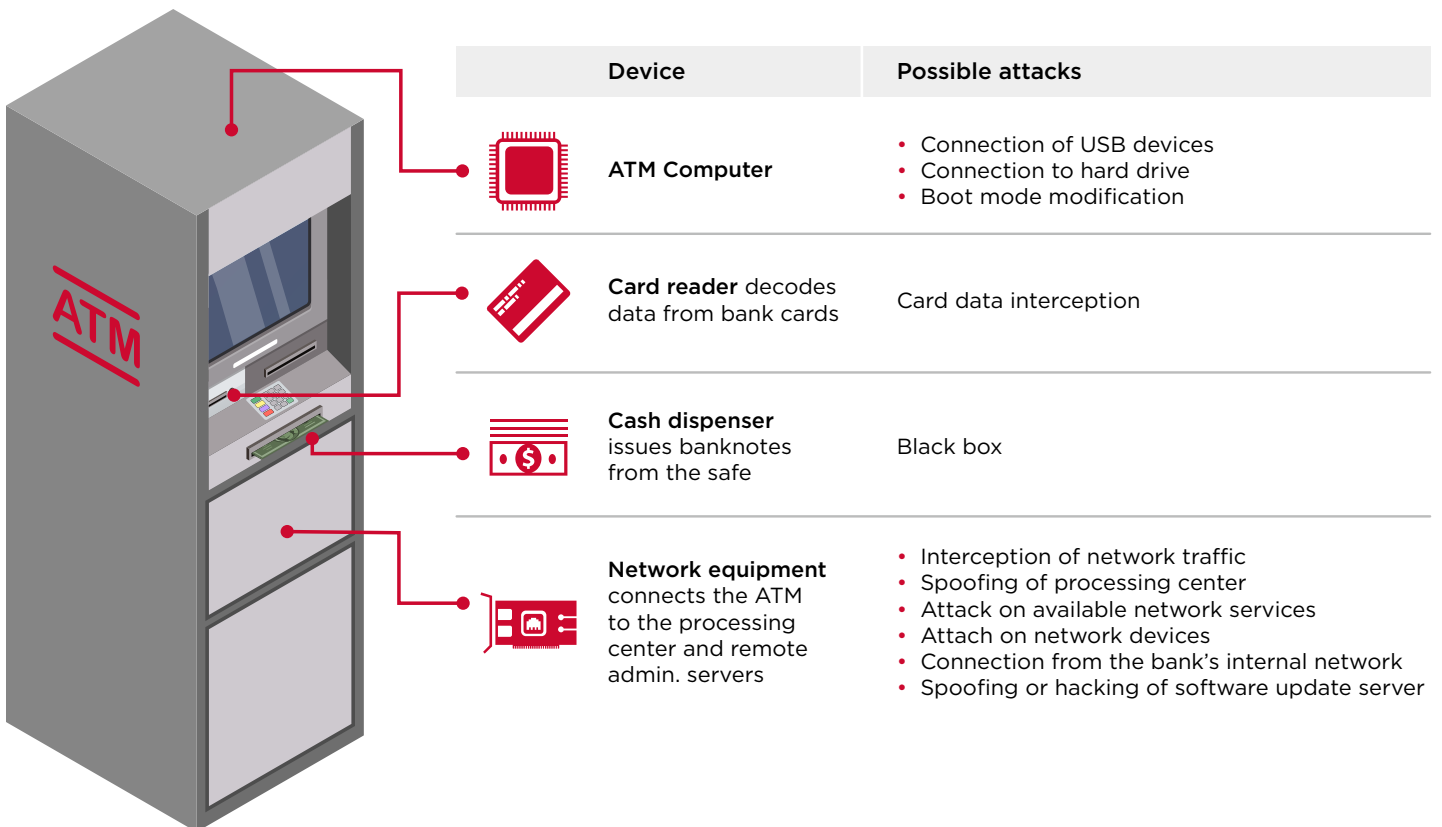 ATM
Device
Possible attacks
ATM Computer
• Connection of USB devices
• Connection to hard drive
• Boot mode modification
Card reader decodes
data from bank cards
Card data interception
Cash dispenser
issues banknotes
from the safe
Black box
Network equipment
connects the ATM
to the processing
center and remote
admin. servers
• Interception of network traffic
• Spoofing of processing center
• Attack on available network services
• Attach on network devices
• Connection from the bank's internal network
• Spoofing or hacking of software update server